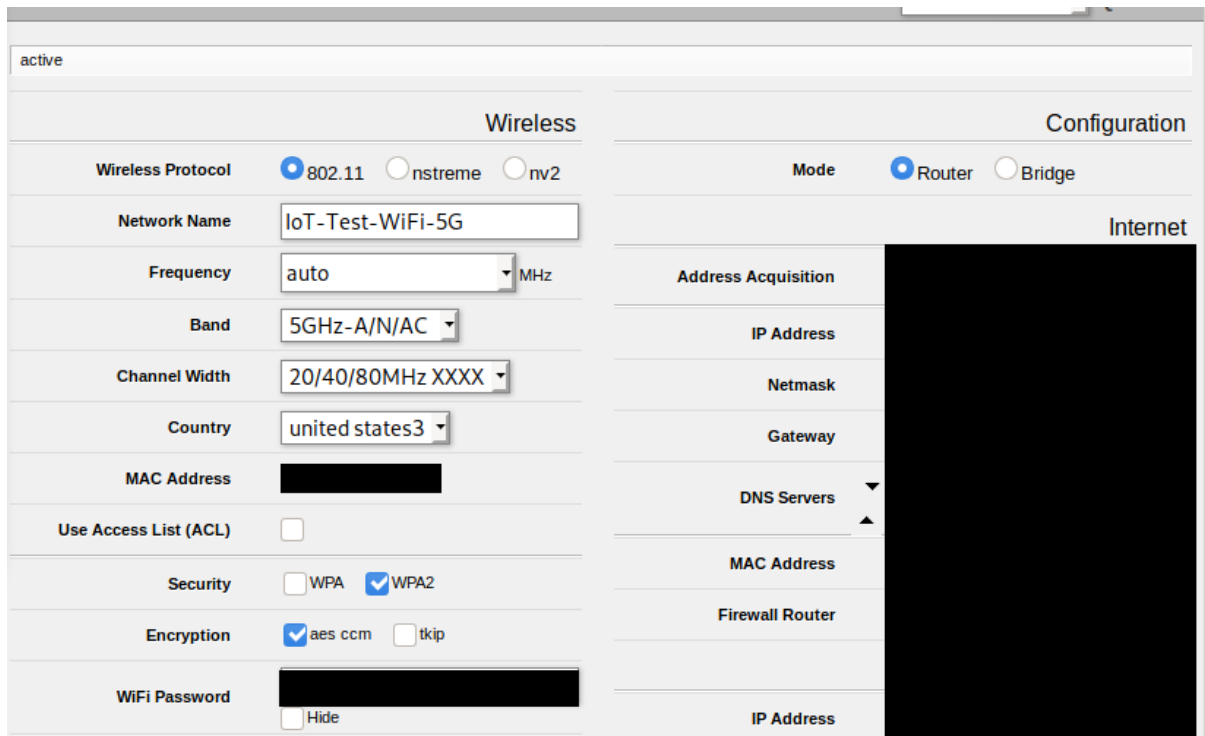 active
Wireless
Wireless Protocol 802.11 nstreme nv2
Network Name IoT-Test-WiFi-5G
Frequency auto MHz
Band 5GHz-A/N/AC
Channel Width 20/40/80MHz XXXX
Country united states3
MAC Address
Use Access List (ACL)
Security WPA WPA2
Encryption aes ccm tkip
WiFi Password
Hide
Configuration
Mode Router Bridge
Internet
Address Acquisition
IP Address
Netmask
Gateway
DNS Servers
MAC Address
Firewall Router
IP Address